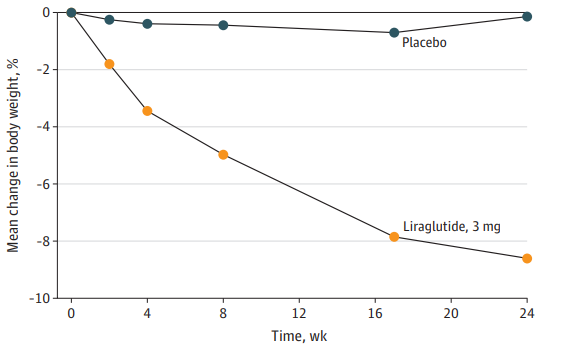 0
-2
-4
-6
-8
-10
Mean change in body weight, %
Placebo
Liraglutide, 3 mg
0 4 8 12 16 20 24
Time, wk